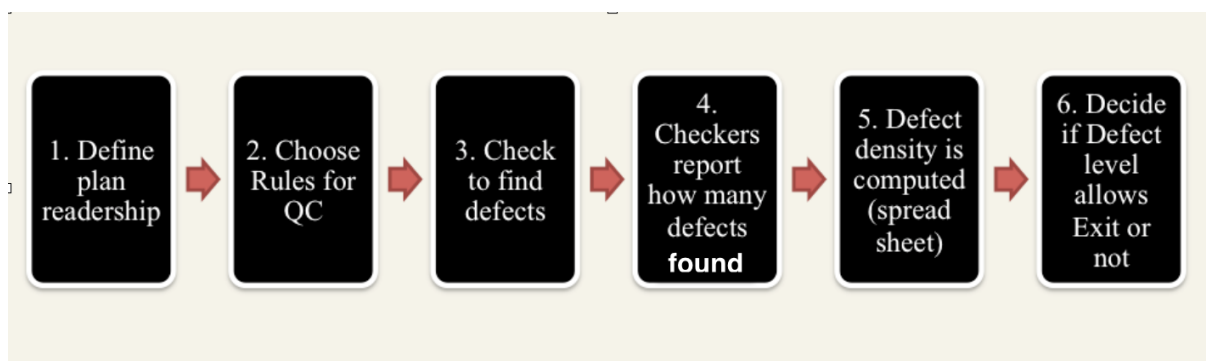 1. Define
plan
readership
2. Choose
Rules for
QC
3. Check
to find
defects
4.
Checkers
report
how many
defects
found
5. Defect
density is
computed
(spread
sheet)
6. Decide
if Defect
level
allows
Exit or
not